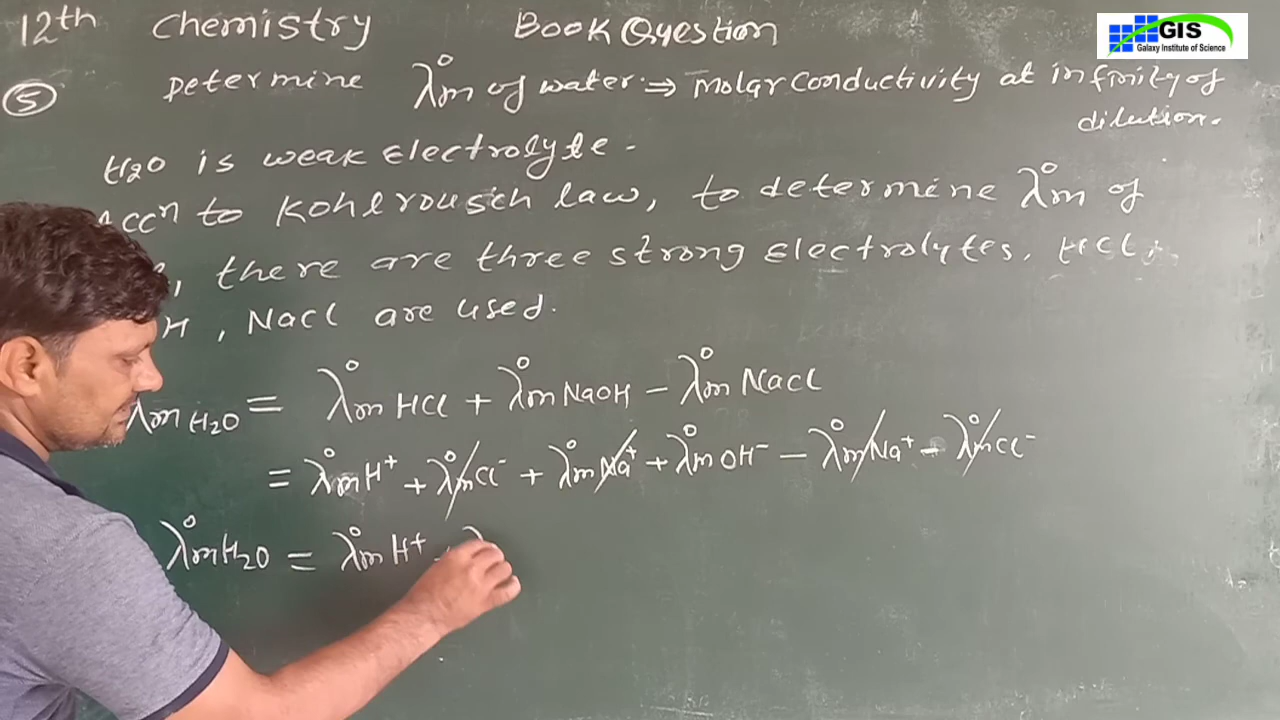 12th Chemistry Book Question
GIS
Galaxy Institute of Science
(5) Determine λ°m of water. ⇒ Molar conductivity at infinity of
dilution.
H2O is weak electrolyte.
Accn to Kohlrousch law, to determine λ°m of
, there are three strong electrolytes. HCl,
H, NaCl are used.
λm H2O = λ°m HCl + λ°m NaOH - λ°m NaCl
= λ°m H+ + λ°m Cl- + λ°m Na+ + λ°m OH- - λ°m Na+ - λ°m Cl-
λ°m H2O = λ°m H+